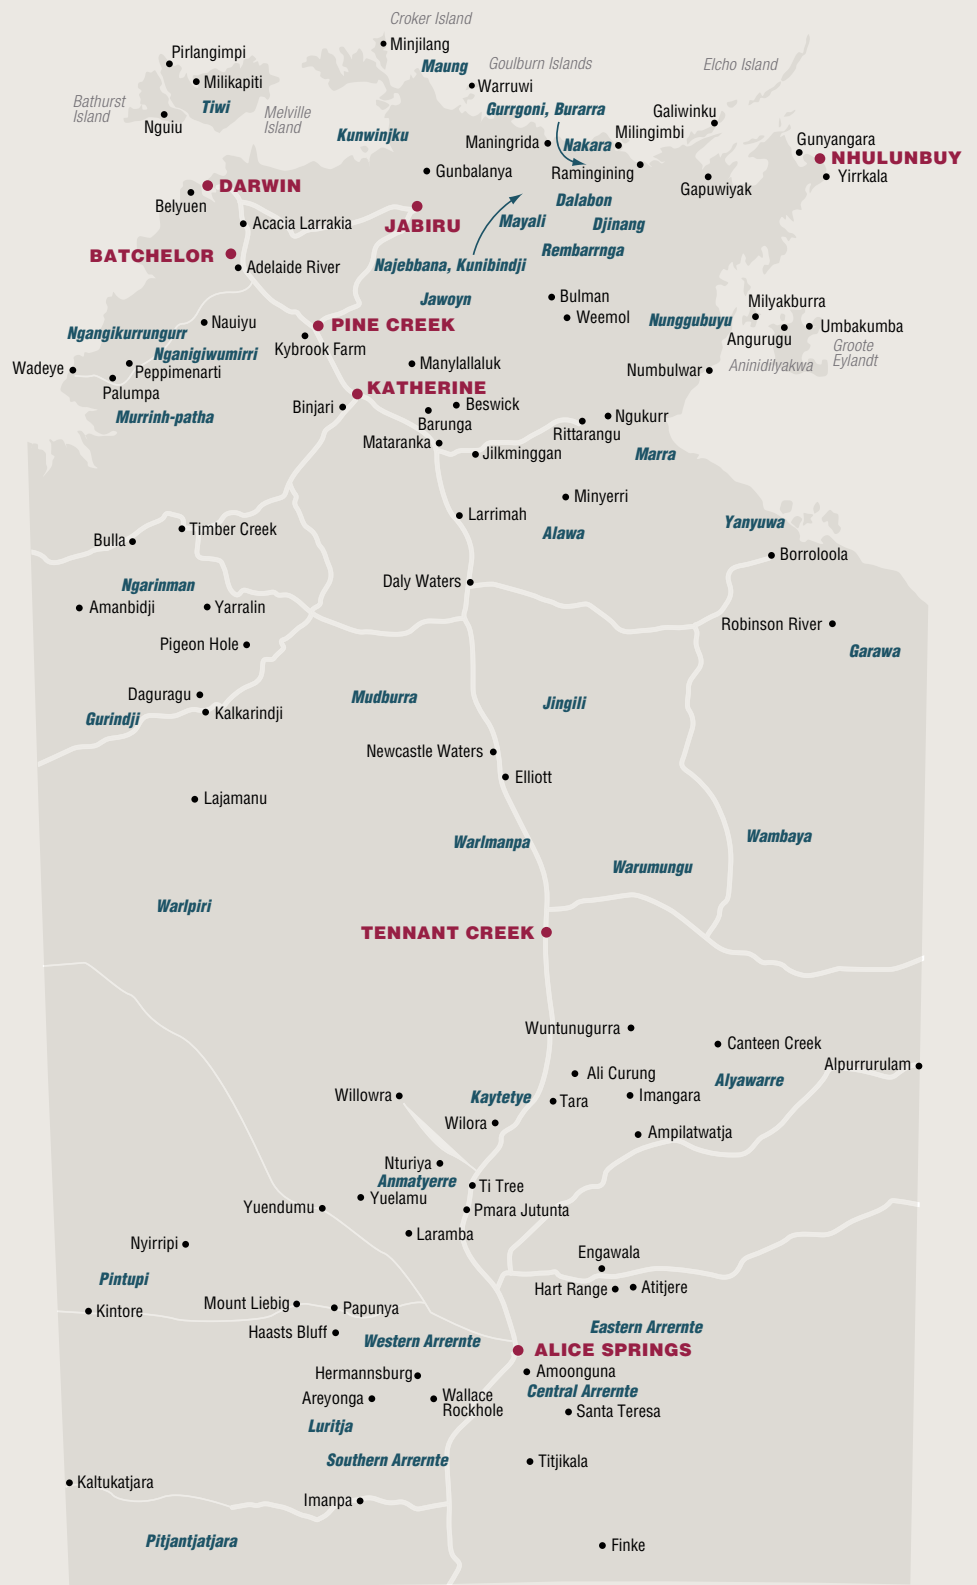 Croker Island
Minjilang
Pirlangimpi
Maung
Goulburn Islands
Elcho Island
Milikapiti
Warruwi
Bathurst
Island
Tiwi
Melville
Island
Gurrgoni, Burarra
Galiwinku
Nguiu
Kunwinjku
Maningrida
Nakara
Milingimbi
Gunyangara
NHULUNBUY
Gunbalanya
Ramingining
Gapuwiyak
Yirrkala
DARWIN
Belyuen
Dalabon
Acacia Larrakia
JABIRU
Mayali
Djinang
BATCHELOR
Rembarrnga
Adelaide River
Najebbana, Kunibindji
Jawoyn
Bulman
Milyakburra
Weemol
Nunggubuyu
Nauiyu
PINE CREEK
Umbakumba
Ngangikurrungurr
Angurugu
Kybrook Farm
Groote
Eylandt
Nganigiwumirri
Manylallaluk
Aninidilyakwa
Wadeye
Peppimenarti
Numbulwar
Palumpa
KATHERINE
Binjari
Beswick
Murrinh-patha
Barunga
Ngukurr
Rittarangu
Mataranka
Jilkminggan
Marra
Minyerri
Larrimah
Yanyuwa
Timber Creek
Alawa
Bulla
Borroloola
Ngarinman
Daly Waters
Amanbidji
Yarralin
Robinson River
Pigeon Hole
Garawa
Daguragu
Mudburra
Jingili
Gurindji
Kalkarindji
Newcastle Waters
Elliott
Lajamanu
Warlmanpa
Wambaya
Warumungu
Warlpiri
TENNANT CREEK
Wuntunugurra
Canteen Creek
Alpurrurulam
Ali Curung
Alyawarre
Willowra
Kaytetye
Tara
Imangara
Wilora
Ampilatwatja
Nturiya
Anmatyerre
Ti Tree
Yuelamu
Yuendumu
Pmara Jutunta
Laramba
Nyirripi
Engawala
Pintupi
Hart Range
Atitjere
Kintore
Mount Liebig
Papunya
Haasts Bluff
Eastern Arrernte
Western Arrernte
ALICE SPRINGS
Hermannsburg
Amoonguna
Areyonga
Wallace
Rockhole
Central Arrernte
Santa Teresa
Luritja
Southern Arrernte
Titjikala
Kaltukatjara
Imanpa
Pitjantjatjara
Finke